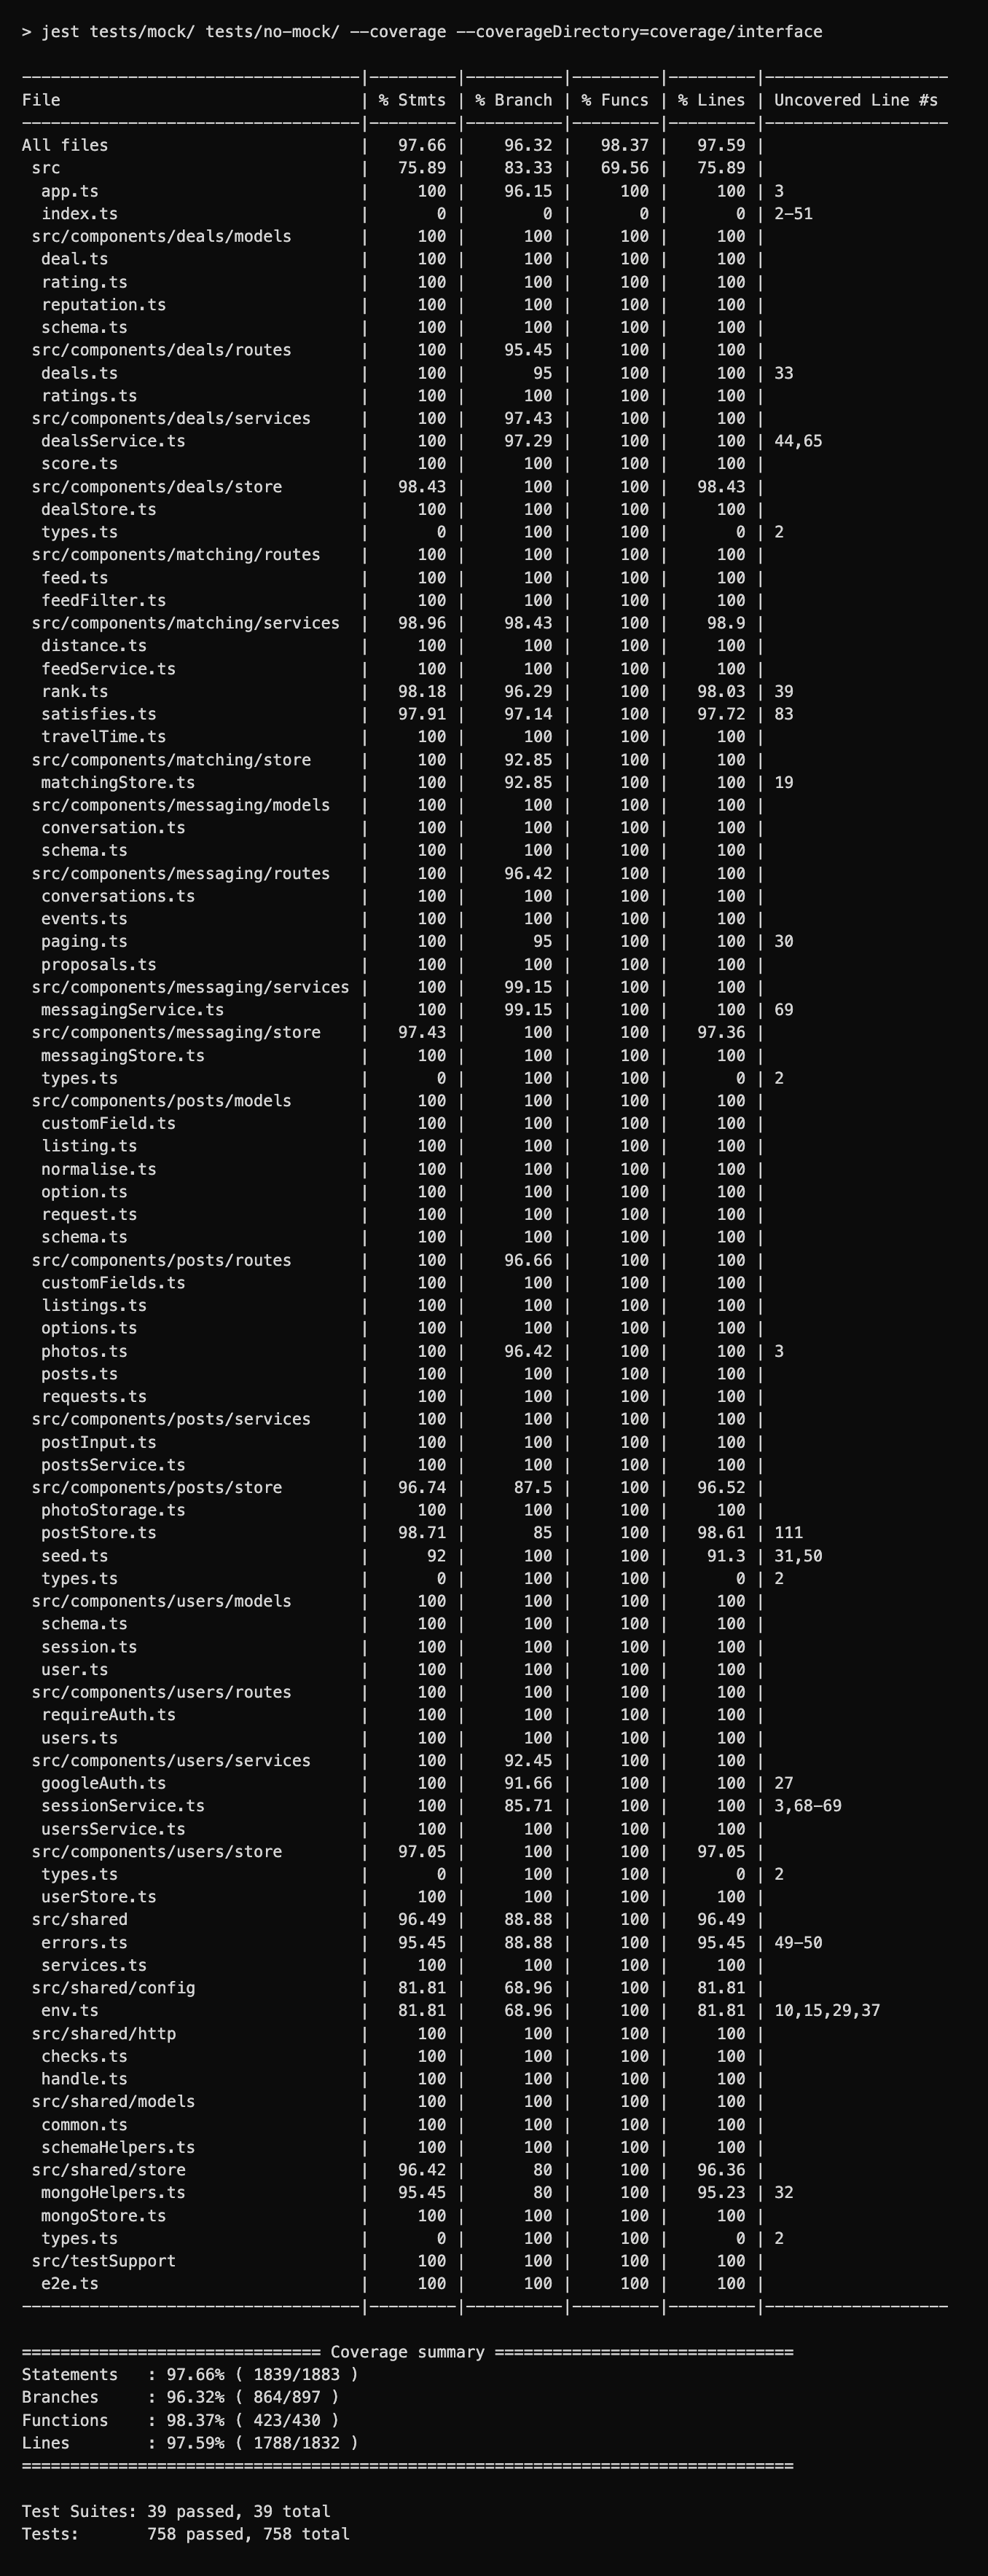 > jest tests/mock/ tests/no-mock/ --coverage --coverageDirectory=coverage/interface
-----------------------------------|---------|----------|---------|---------|-------------------
File                               | % Stmts | % Branch | % Funcs | % Lines | Uncovered Line #s
-----------------------------------|---------|----------|---------|---------|-------------------
All files                          |   97.66 |    96.32 |   98.37 |   97.59 |
 src                               |   75.89 |    83.33 |   69.56 |   75.89 |
  app.ts                           |     100 |    96.15 |     100 |     100 | 3
  index.ts                         |       0 |        0 |       0 |       0 | 2-51
 src/components/deals/models       |     100 |      100 |     100 |     100 |
  deal.ts                          |     100 |      100 |     100 |     100 |
  rating.ts                        |     100 |      100 |     100 |     100 |
  reputation.ts                    |     100 |      100 |     100 |     100 |
  schema.ts                        |     100 |      100 |     100 |     100 |
 src/components/deals/routes       |     100 |    95.45 |     100 |     100 |
  deals.ts                         |     100 |       95 |     100 |     100 | 33
  ratings.ts                       |     100 |      100 |     100 |     100 |
 src/components/deals/services     |     100 |    97.43 |     100 |     100 |
  dealsService.ts                  |     100 |    97.29 |     100 |     100 | 44,65
  score.ts                         |     100 |      100 |     100 |     100 |
 src/components/deals/store        |   98.43 |      100 |     100 |   98.43 |
  dealStore.ts                     |     100 |      100 |     100 |     100 |
  types.ts                         |       0 |      100 |     100 |       0 | 2
 src/components/matching/routes    |     100 |      100 |     100 |     100 |
  feed.ts                          |     100 |      100 |     100 |     100 |
  feedFilter.ts                    |     100 |      100 |     100 |     100 |
 src/components/matching/services  |   98.96 |    98.43 |     100 |    98.9 |
  distance.ts                      |     100 |      100 |     100 |     100 |
  feedService.ts                   |     100 |      100 |     100 |     100 |
  rank.ts                          |   98.18 |    96.29 |     100 |   98.03 | 39
  satisfies.ts                     |   97.91 |    97.14 |     100 |   97.72 | 83
  travelTime.ts                    |     100 |      100 |     100 |     100 |
 src/components/matching/store     |     100 |    92.85 |     100 |     100 |
  matchingStore.ts                 |     100 |    92.85 |     100 |     100 | 19
 src/components/messaging/models   |     100 |      100 |     100 |     100 |
  conversation.ts                  |     100 |      100 |     100 |     100 |
  schema.ts                        |     100 |      100 |     100 |     100 |
 src/components/messaging/routes   |     100 |    96.42 |     100 |     100 |
  conversations.ts                 |     100 |      100 |     100 |     100 |
  events.ts                        |     100 |      100 |     100 |     100 |
  paging.ts                        |     100 |       95 |     100 |     100 | 30
  proposals.ts                     |     100 |      100 |     100 |     100 |
 src/components/messaging/services |     100 |    99.15 |     100 |     100 |
  messagingService.ts              |     100 |    99.15 |     100 |     100 | 69
 src/components/messaging/store    |   97.43 |      100 |     100 |   97.36 |
  messagingStore.ts                |     100 |      100 |     100 |     100 |
  types.ts                         |       0 |      100 |     100 |       0 | 2
 src/components/posts/models       |     100 |      100 |     100 |     100 |
  customField.ts                   |     100 |      100 |     100 |     100 |
  listing.ts                       |     100 |      100 |     100 |     100 |
  normalise.ts                     |     100 |      100 |     100 |     100 |
  option.ts                        |     100 |      100 |     100 |     100 |
  request.ts                       |     100 |      100 |     100 |     100 |
  schema.ts                        |     100 |      100 |     100 |     100 |
 src/components/posts/routes       |     100 |    96.66 |     100 |     100 |
  customFields.ts                  |     100 |      100 |     100 |     100 |
  listings.ts                      |     100 |      100 |     100 |     100 |
  options.ts                       |     100 |      100 |     100 |     100 |
  photos.ts                        |     100 |    96.42 |     100 |     100 | 3
  posts.ts                         |     100 |      100 |     100 |     100 |
  requests.ts                      |     100 |      100 |     100 |     100 |
 src/components/posts/services     |     100 |      100 |     100 |     100 |
  postInput.ts                     |     100 |      100 |     100 |     100 |
  postsService.ts                  |     100 |      100 |     100 |     100 |
 src/components/posts/store        |   96.74 |     87.5 |     100 |   96.52 |
  photoStorage.ts                  |     100 |      100 |     100 |     100 |
  postStore.ts                     |   98.71 |       85 |     100 |   98.61 | 111
  seed.ts                          |      92 |      100 |     100 |    91.3 | 31,50
  types.ts                         |       0 |      100 |     100 |       0 | 2
 src/components/users/models       |     100 |      100 |     100 |     100 |
  schema.ts                        |     100 |      100 |     100 |     100 |
  session.ts                       |     100 |      100 |     100 |     100 |
  user.ts                          |     100 |      100 |     100 |     100 |
 src/components/users/routes       |     100 |      100 |     100 |     100 |
  requireAuth.ts                   |     100 |      100 |     100 |     100 |
  users.ts                         |     100 |      100 |     100 |     100 |
 src/components/users/services     |     100 |    92.45 |     100 |     100 |
  googleAuth.ts                    |     100 |    91.66 |     100 |     100 | 27
  sessionService.ts                |     100 |    85.71 |     100 |     100 | 3,68-69
  usersService.ts                  |     100 |      100 |     100 |     100 |
 src/components/users/store        |   97.05 |      100 |     100 |   97.05 |
  types.ts                         |       0 |      100 |     100 |       0 | 2
  userStore.ts                     |     100 |      100 |     100 |     100 |
 src/shared                        |   96.49 |    88.88 |     100 |   96.49 |
  errors.ts                        |   95.45 |    88.88 |     100 |   95.45 | 49-50
  services.ts                      |     100 |      100 |     100 |     100 |
 src/shared/config                 |   81.81 |    68.96 |     100 |   81.81 |
  env.ts                           |   81.81 |    68.96 |     100 |   81.81 | 10,15,29,37
 src/shared/http                   |     100 |      100 |     100 |     100 |
  checks.ts                        |     100 |      100 |     100 |     100 |
  handle.ts                        |     100 |      100 |     100 |     100 |
 src/shared/models                 |     100 |      100 |     100 |     100 |
  common.ts                        |     100 |      100 |     100 |     100 |
  schemaHelpers.ts                 |     100 |      100 |     100 |     100 |
 src/shared/store                  |   96.42 |       80 |     100 |   96.36 |
  mongoHelpers.ts                  |   95.45 |       80 |     100 |   95.23 | 32
  mongoStore.ts                    |     100 |      100 |     100 |     100 |
  types.ts                         |       0 |      100 |     100 |       0 | 2
 src/testSupport                   |     100 |      100 |     100 |     100 |
  e2e.ts                           |     100 |      100 |     100 |     100 |
-----------------------------------|---------|----------|---------|---------|-------------------
=============================== Coverage summary ===============================
Statements   : 97.66% ( 1839/1883 )
Branches     : 96.32% ( 864/897 )
Functions    : 98.37% ( 423/430 )
Lines        : 97.59% ( 1788/1832 )
================================================================================
Test Suites: 39 passed, 39 total
Tests:       758 passed, 758 total